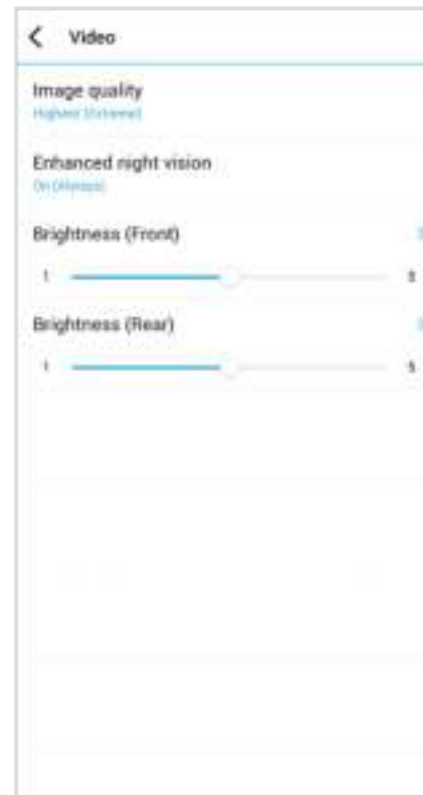 Video
Image quality
Highest (Extreme)
Enhanced night vision
On (Always)
Brightness (Front)
1 5
Brightness (Rear)
1 5